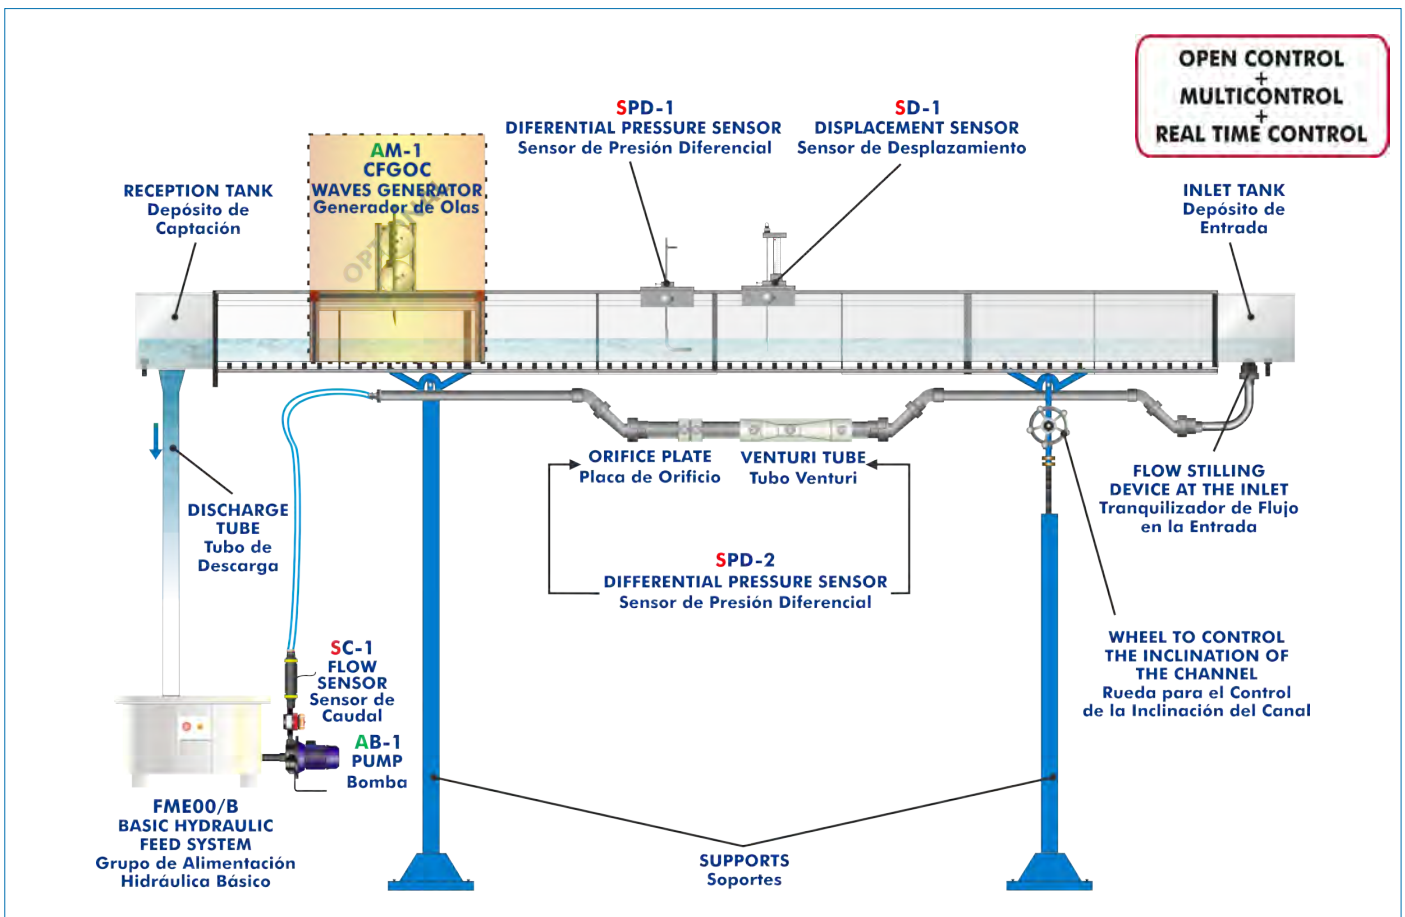 OPEN CONTROL
+
MULTICONTROL
+
REAL TIME CONTROL
SPD-1
DIFERENTIAL PRESSURE SENSOR
Sensor de Presión Diferencial
SD-1
DISPLACEMENT SENSOR
Sensor de Desplazamiento
AM-1
CFGOC
WAVES GENERATOR
Generador de Olas
OPTIONAL
RECEPTION TANK
Depósito de
Captación
INLET TANK
Depósito de
Entrada
ORIFICE PLATE
Placa de Orificio
VENTURI TUBE
Tubo Venturi
FLOW STILLING
DEVICE AT THE INLET
Tranquilizador de Flujo
en la Entrada
DISCHARGE
TUBE
Tubo de
Descarga
SPD-2
DIFFERENTIAL PRESSURE SENSOR
Sensor de Presión Diferencial
SC-1
FLOW
SENSOR
Sensor de
Caudal
WHEEL TO CONTROL
THE INCLINATION OF
THE CHANNEL
Rueda para el Control
de la Inclinación del Canal
AB-1
PUMP
Bomba
FME00/B
BASIC HYDRAULIC
FEED SYSTEM
Grupo de Alimentación
Hidráulica Básico
SUPPORTS
Soportes